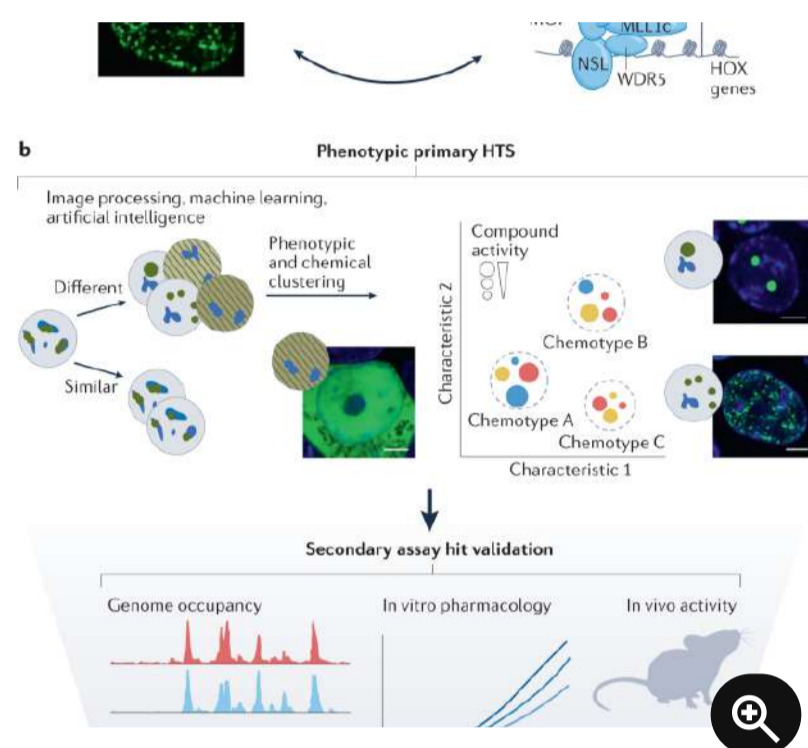 MLL1c
NSL
WDR5
HOX
genes
b
Phenotypic primary HTS
Image processing, machine learning,
artificial intelligence
Different
Similar
Phenotypic
and chemical
clustering
Compound
activity
Characteristic 2
Chemotype B
Chemotype A
Chemotype C
Characteristic 1
Secondary assay hit validation
Genome occupancy
In vitro pharmacology
In vivo activity